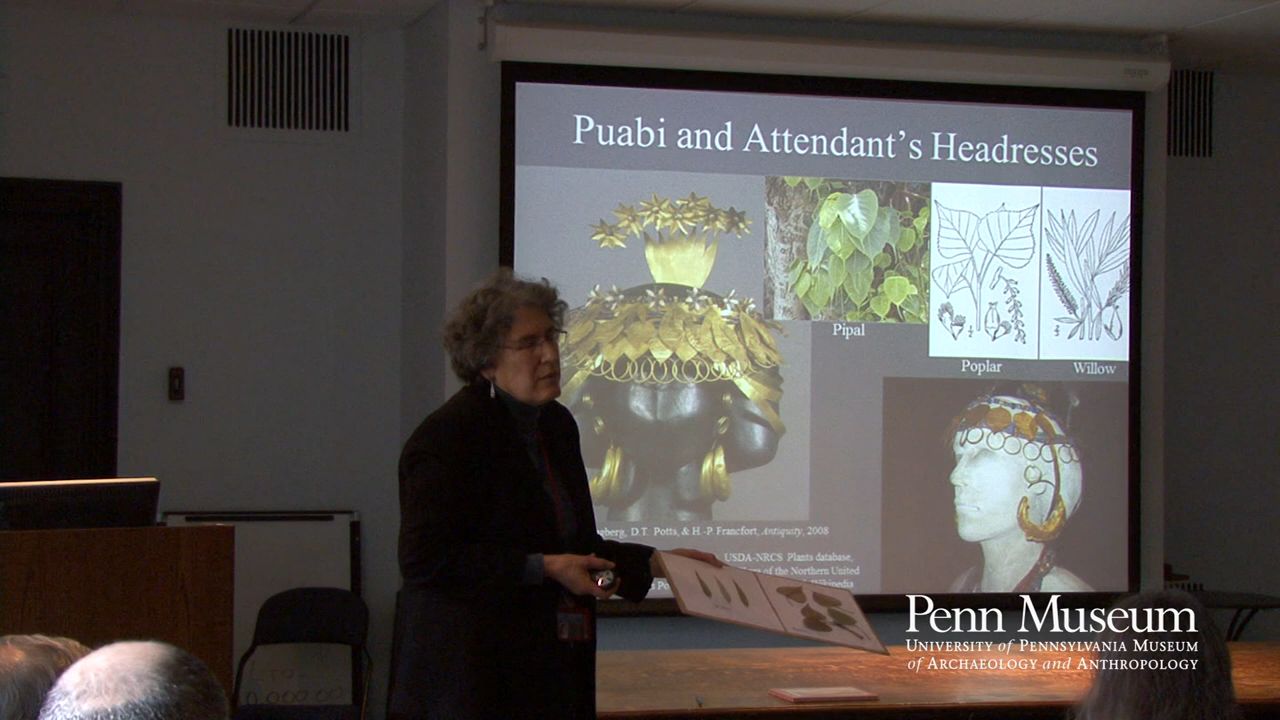 Puabi and Attendant's Headresses
Pipal
Poplar
Willow
D.T. Potts, & H.-P. Francfort, Antiquity, 2008
USDA-NRCS Plants database,
of the Northern United
Wikipedia
Penn Museum
UNIVERSITY of PENNSYLVANIA MUSEUM
of ARCHAEOLOGY and ANTHROPOLOGY